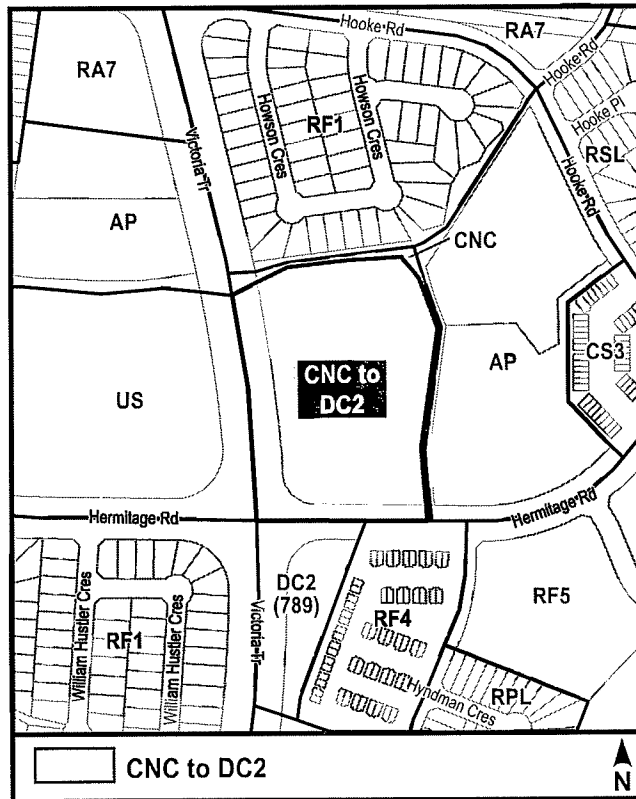 Hooke Rd
RA7
RA7
Hooke Rd
Hooke Pl
RSL
Hooke Rd
Howson Cres
RF1
Howson Cres
Victoria Tr
AP
CNC
CNC to
DC2
AP
CS3
US
Hermitage Rd
Hermitage Rd
DC2
(789)
RF4
RF5
RF1
William Hustler Cres
William Hustler Cres
Victoria Tr
Hyndman Cres
RPL
CNC to DC2
N